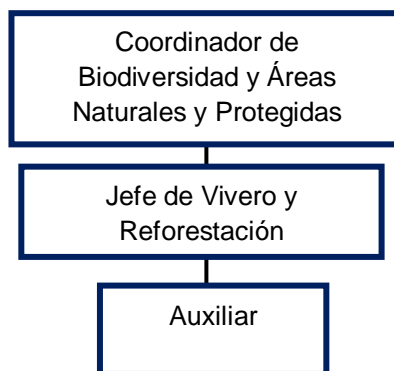 Coordinador de
Biodiversidad y Áreas
Naturales y Protegidas
Jefe de Vivero y
Reforestación
Auxiliar